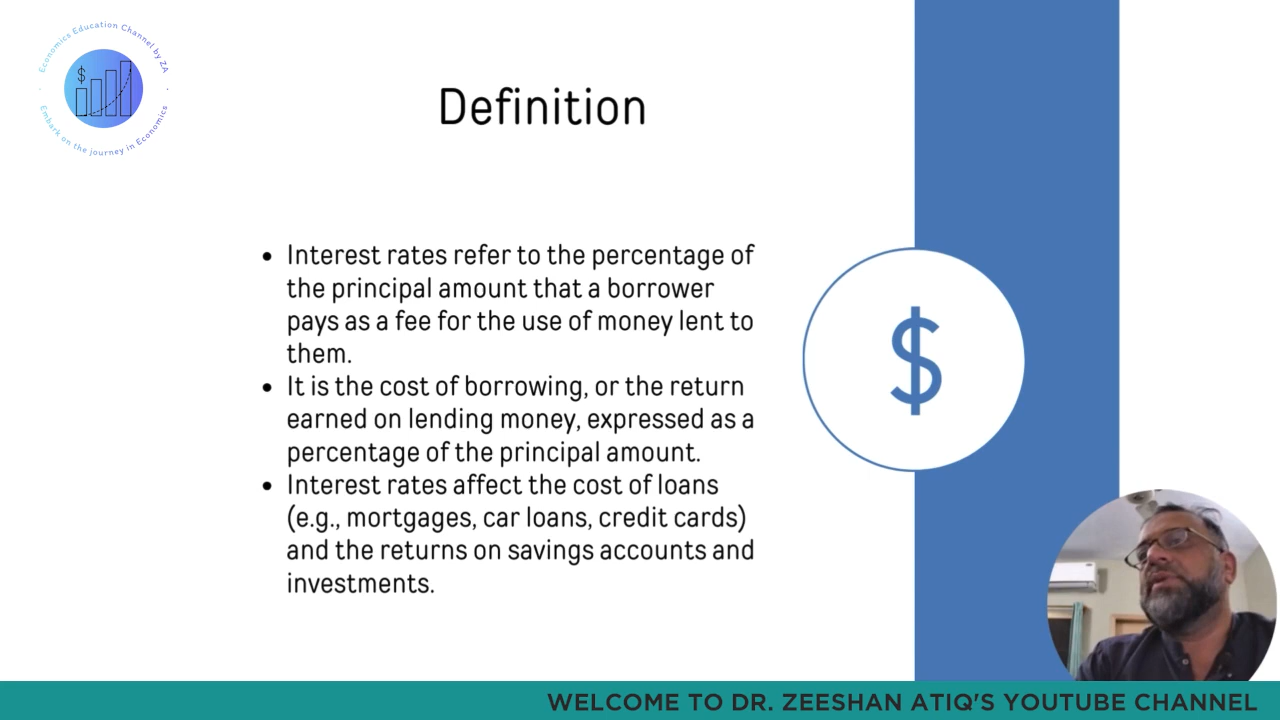 Economics Education Channel by ZA
Embark on the journey in Economics
$
Definition
• Interest rates refer to the percentage of
the principal amount that a borrower
pays as a fee for the use of money lent to
them.
• It is the cost of borrowing, or the return
earned on lending money, expressed as a
percentage of the principal amount.
• Interest rates affect the cost of loans
(e.g., mortgages, car loans, credit cards)
and the returns on savings accounts and
investments.
$
WELCOME TO DR. ZEESHAN ATIQ'S YOUTUBE CHANNEL